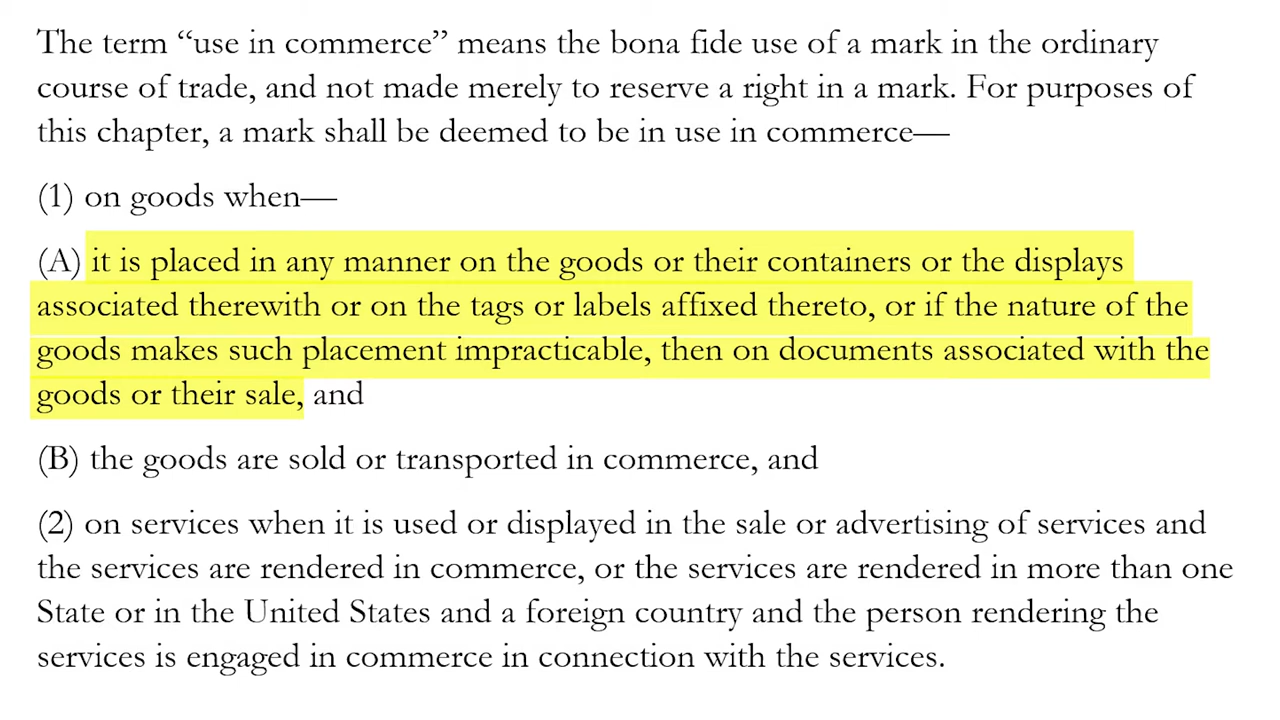 The term “use in commerce” means the bona fide use of a mark in the ordinary
course of trade, and not made merely to reserve a right in a mark. For purposes of
this chapter, a mark shall be deemed to be in use in commerce—
(1) on goods when—
(A) it is placed in any manner on the goods or their containers or the displays
associated therewith or on the tags or labels affixed thereto, or if the nature of the
goods makes such placement impracticable, then on documents associated with the
goods or their sale, and
(B) the goods are sold or transported in commerce, and
(2) on services when it is used or displayed in the sale or advertising of services and
the services are rendered in commerce, or the services are rendered in more than one
State or in the United States and a foreign country and the person rendering the
services is engaged in commerce in connection with the services.